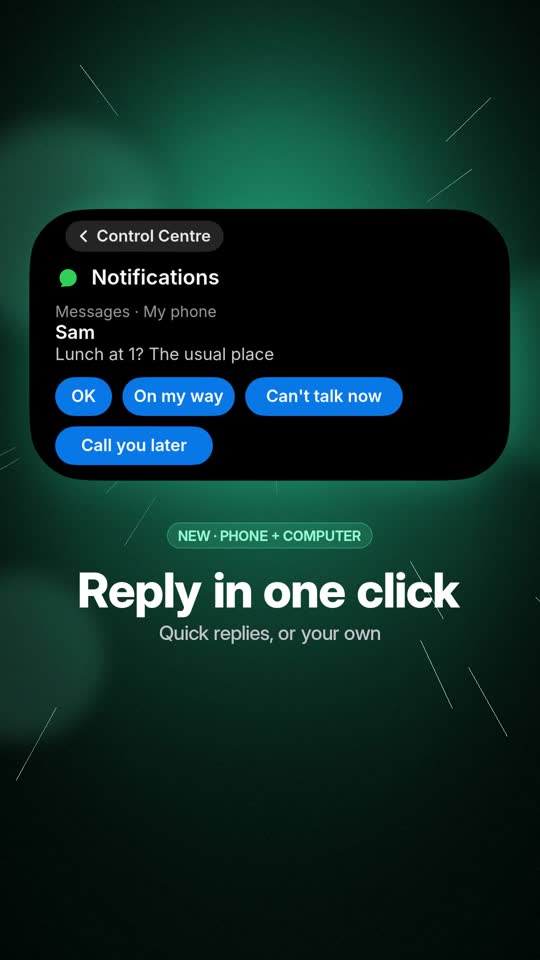 Control Centre
Notifications
Messages · My phone
Sam
Lunch at 1? The usual place
OK
On my way
Can't talk now
Call you later
NEW · PHONE + COMPUTER
Reply in one click
Quick replies, or your own